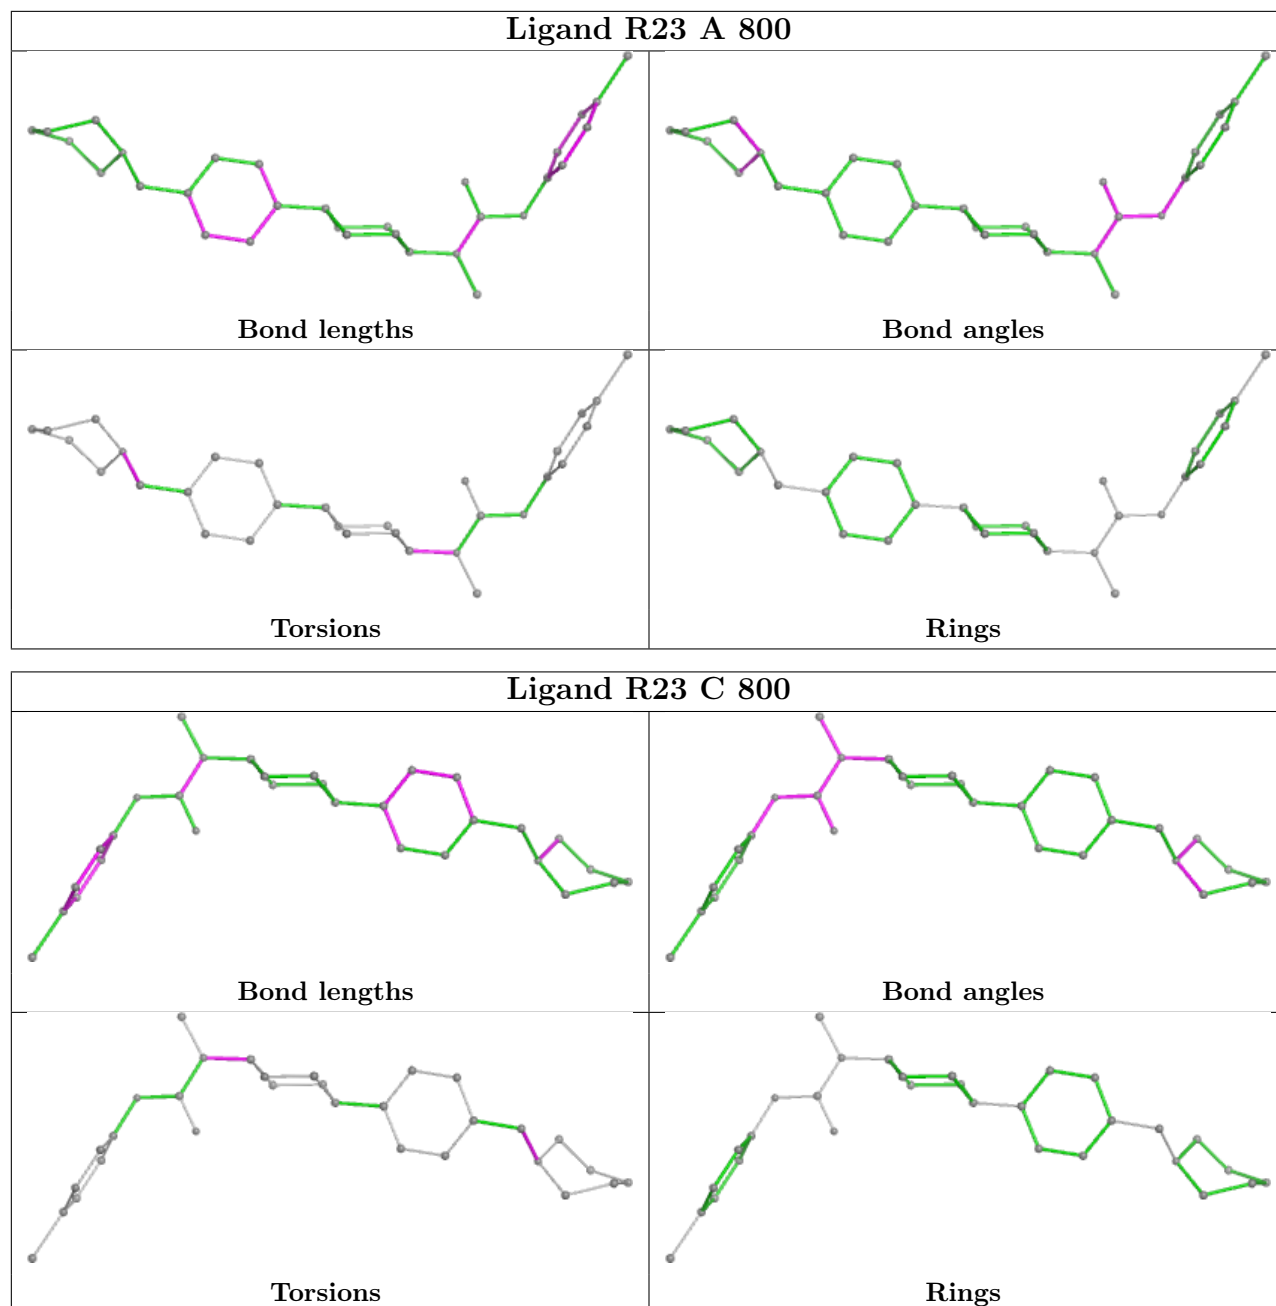 Ligand R23 A 800
Bond lengths
Bond angles
Torsions
Rings
Ligand R23 C 800
Bond lengths
Bond angles
Torsions
Rings